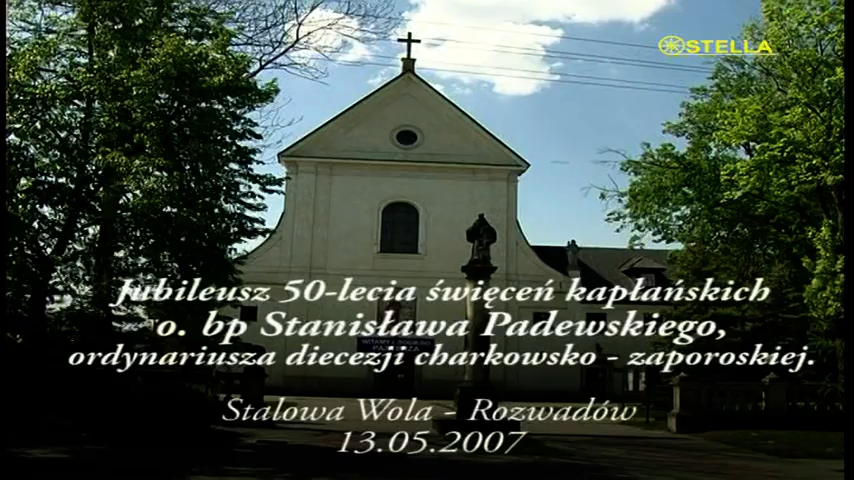 STELLA
Jubileusz 50-lecia święceń kapłańskich
o. bp Stanisława Padewskiego,
ordynariusza diecezji charkowsko - zaporoskiej.
Stalowa Wola - Rozwadów
13.05.2007